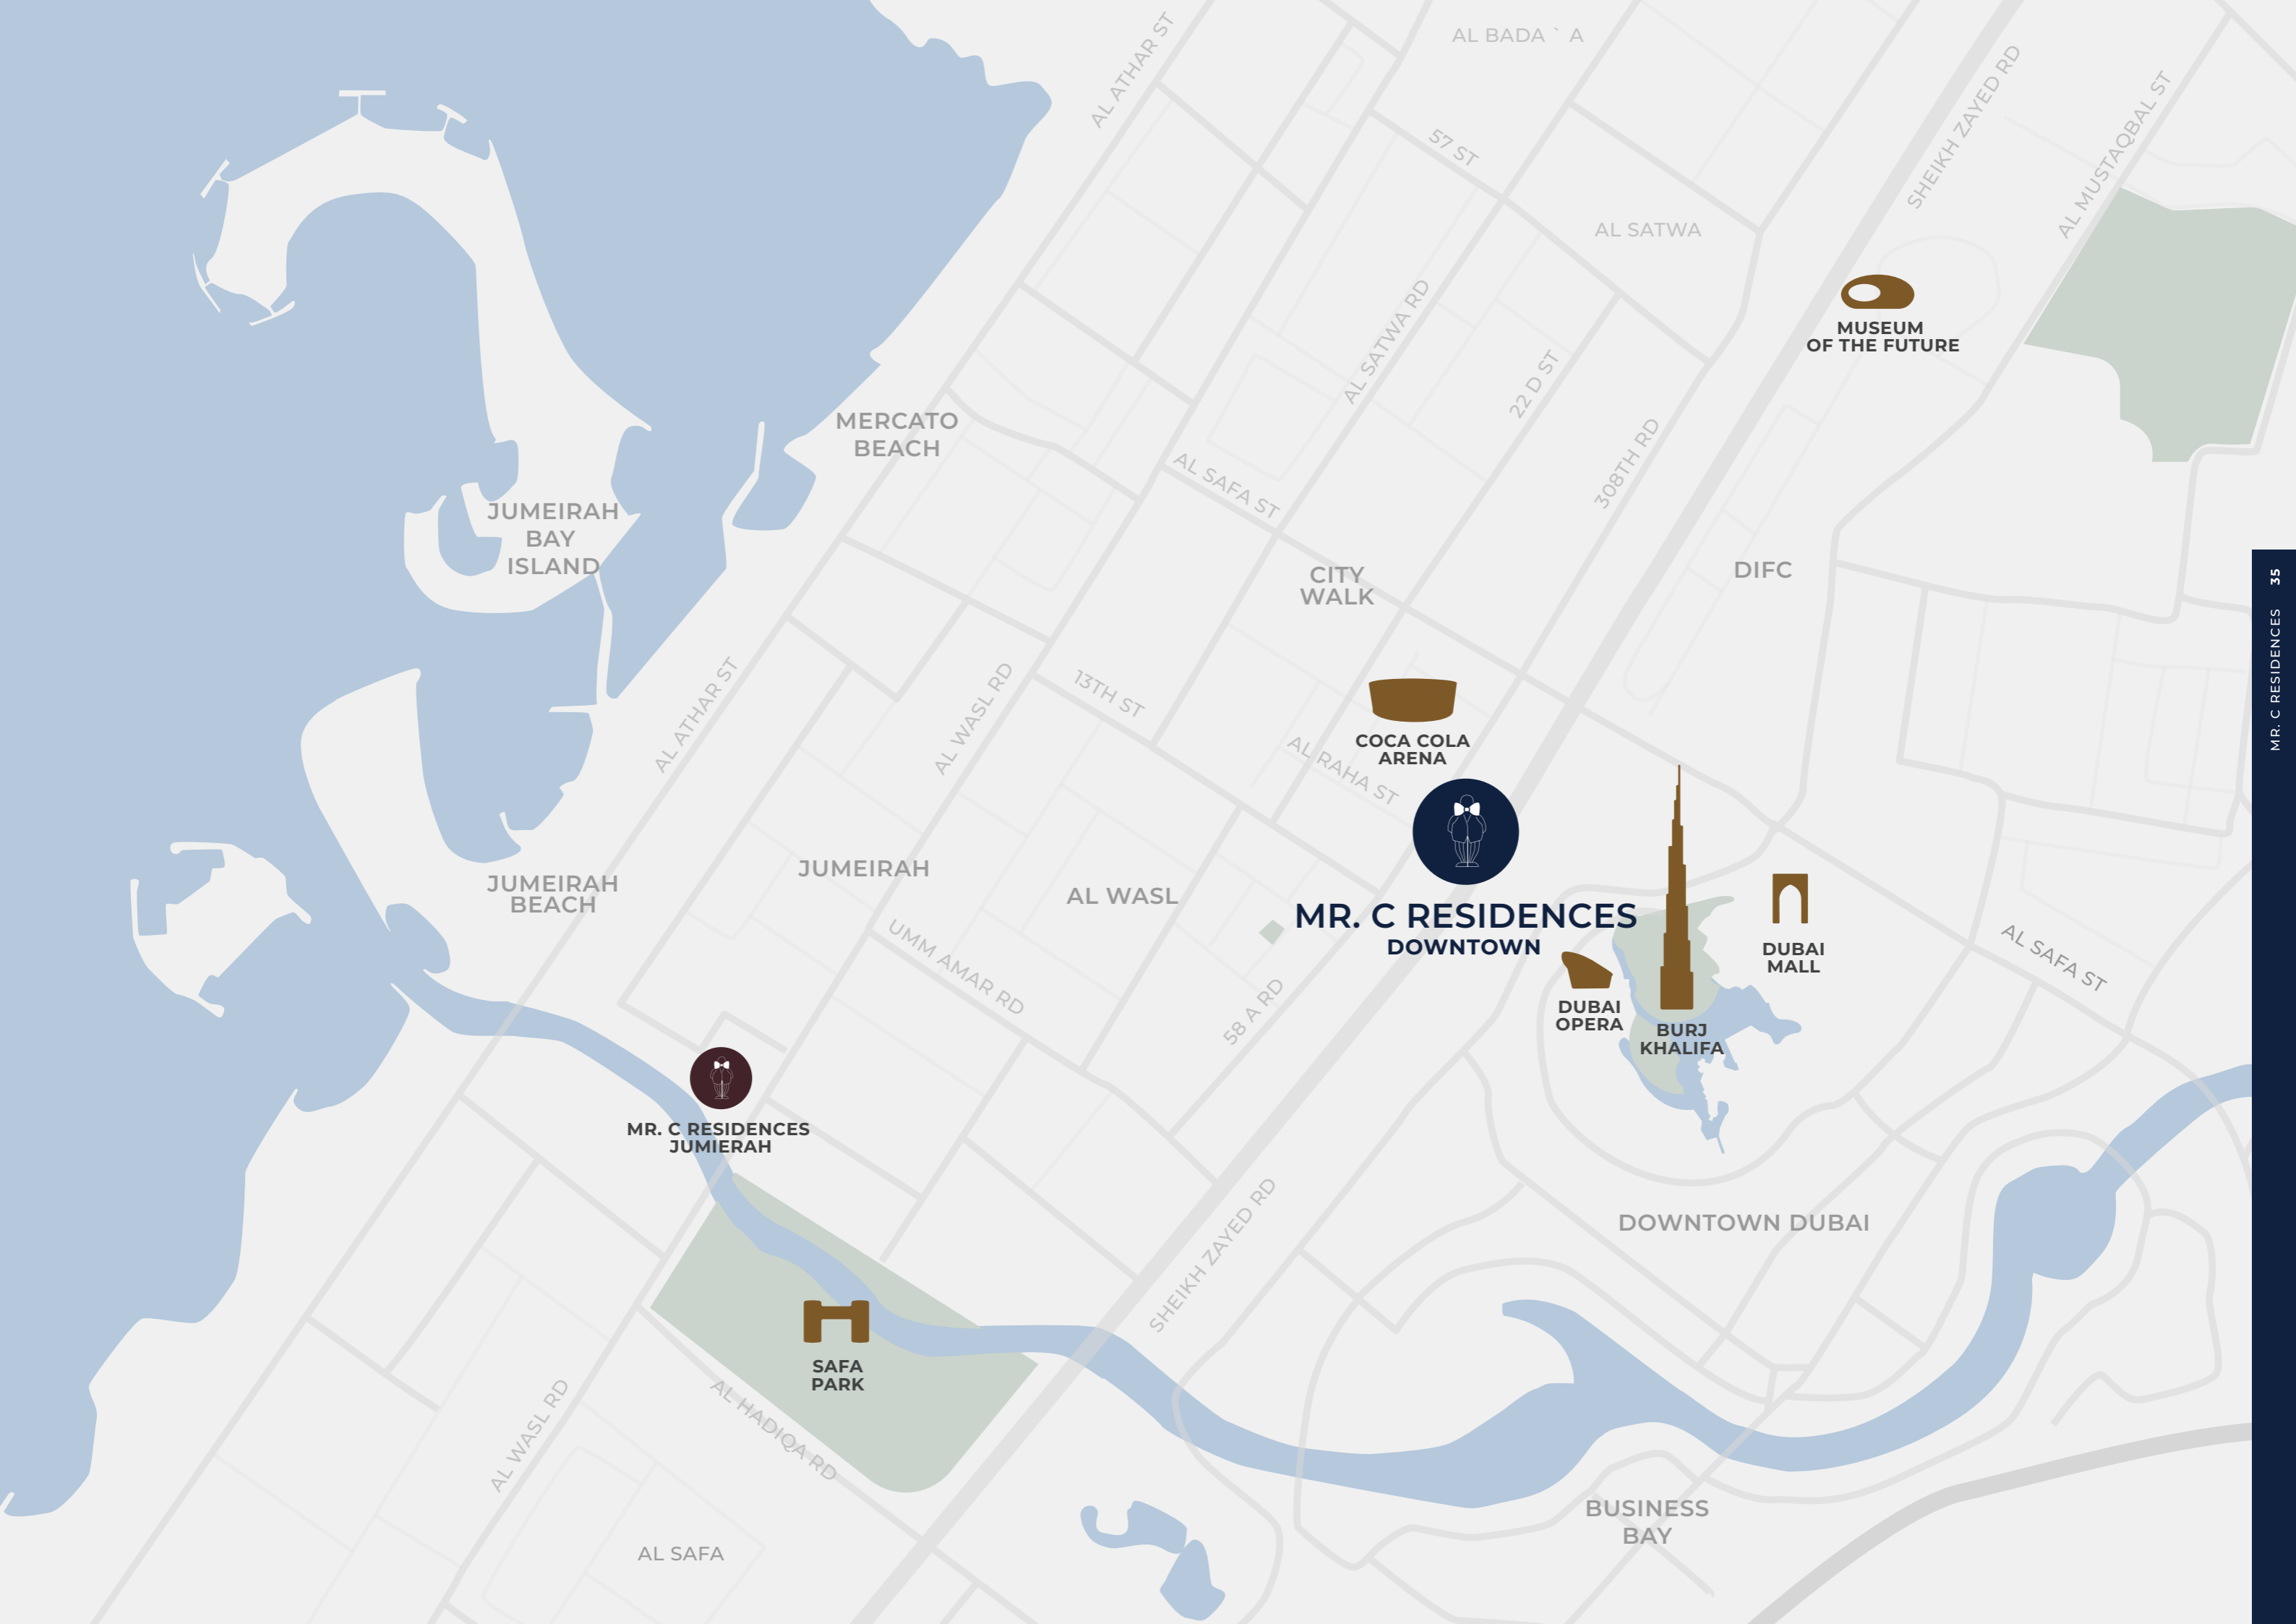 AL ATHAR ST
AL BADA ` A
SHEIKH ZAYED RD
AL MUSTAQBAL ST
57 ST
AL SATWA
MUSEUM
OF THE FUTURE
AL SATWA RD
22 D ST
308TH RD
MERCATO
BEACH
AL SAFA ST
JUMEIRAH
BAY
ISLAND
CITY
WALK
DIFC
35
MR. C RESIDENCES
AL ATHAR ST
AL WASL RD
13TH ST
COCA COLA
ARENA
AL RAHA ST
JUMEIRAH
JUMEIRAH
BEACH
AL WASL
MR. C RESIDENCES
DOWNTOWN
DUBAI
MALL
AL SAFA ST
UMM AMAR RD
58 A RD
DUBAI
OPERA
BURJ
KHALIFA
MR. C RESIDENCES
JUMIERAH
SHEIKH ZAYED RD
DOWNTOWN DUBAI
SAFA
PARK
AL WASL RD
AL HADIQA RD
BUSINESS
BAY
AL SAFA